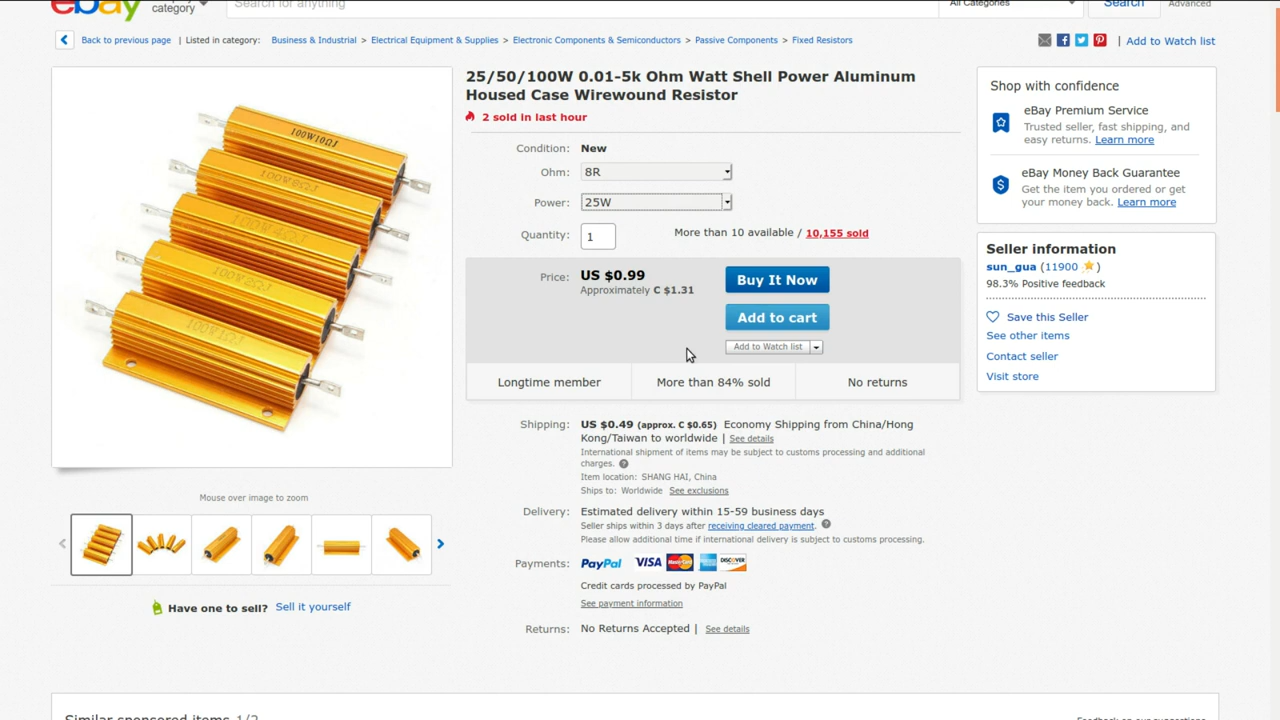 ebay
category
Search for anything
All Categories
Search
Advanced
Back to previous page | Listed in category: Business & Industrial > Electrical Equipment & Supplies > Electronic Components & Semiconductors > Passive Components > Fixed Resistors
| Add to Watch list
25/50/100W 0.01-5k Ohm Watt Shell Power Aluminum
Housed Case Wirewound Resistor
2 sold in last hour
Condition: New
Ohm: 8R
Power: 25W
Quantity: 1
More than 10 available / 10,155 sold
Price: US $0.99
Approximately C $1.31
Buy It Now
Add to cart
Add to Watch list
Longtime member
More than 84% sold
No returns
Shipping: US $0.49 (approx. C $0.65) Economy Shipping from China/Hong
Kong/Taiwan to worldwide | See details
International shipment of items may be subject to customs processing and additional
charges.
Item location: SHANG HAI, China
Ships to: Worldwide See exclusions
Delivery: Estimated delivery within 15-59 business days
Seller ships within 3 days after receiving cleared payment.
Please allow additional time if international delivery is subject to customs processing.
Payments: PayPal VISA MasterCard DISCOVER
Credit cards processed by PayPal
See payment information
Returns: No Returns Accepted | See details
Shop with confidence
eBay Premium Service
Trusted seller, fast shipping, and
easy returns. Learn more
eBay Money Back Guarantee
Get the item you ordered or get
your money back. Learn more
Seller information
sun_gua (11900 )
98.3% Positive feedback
Save this Seller
See other items
Contact seller
Visit store
100W10ΩJ
Mouse over image to zoom
Have one to sell? Sell it yourself
Similar sponsored items 1/2
Feedback on our suggestions